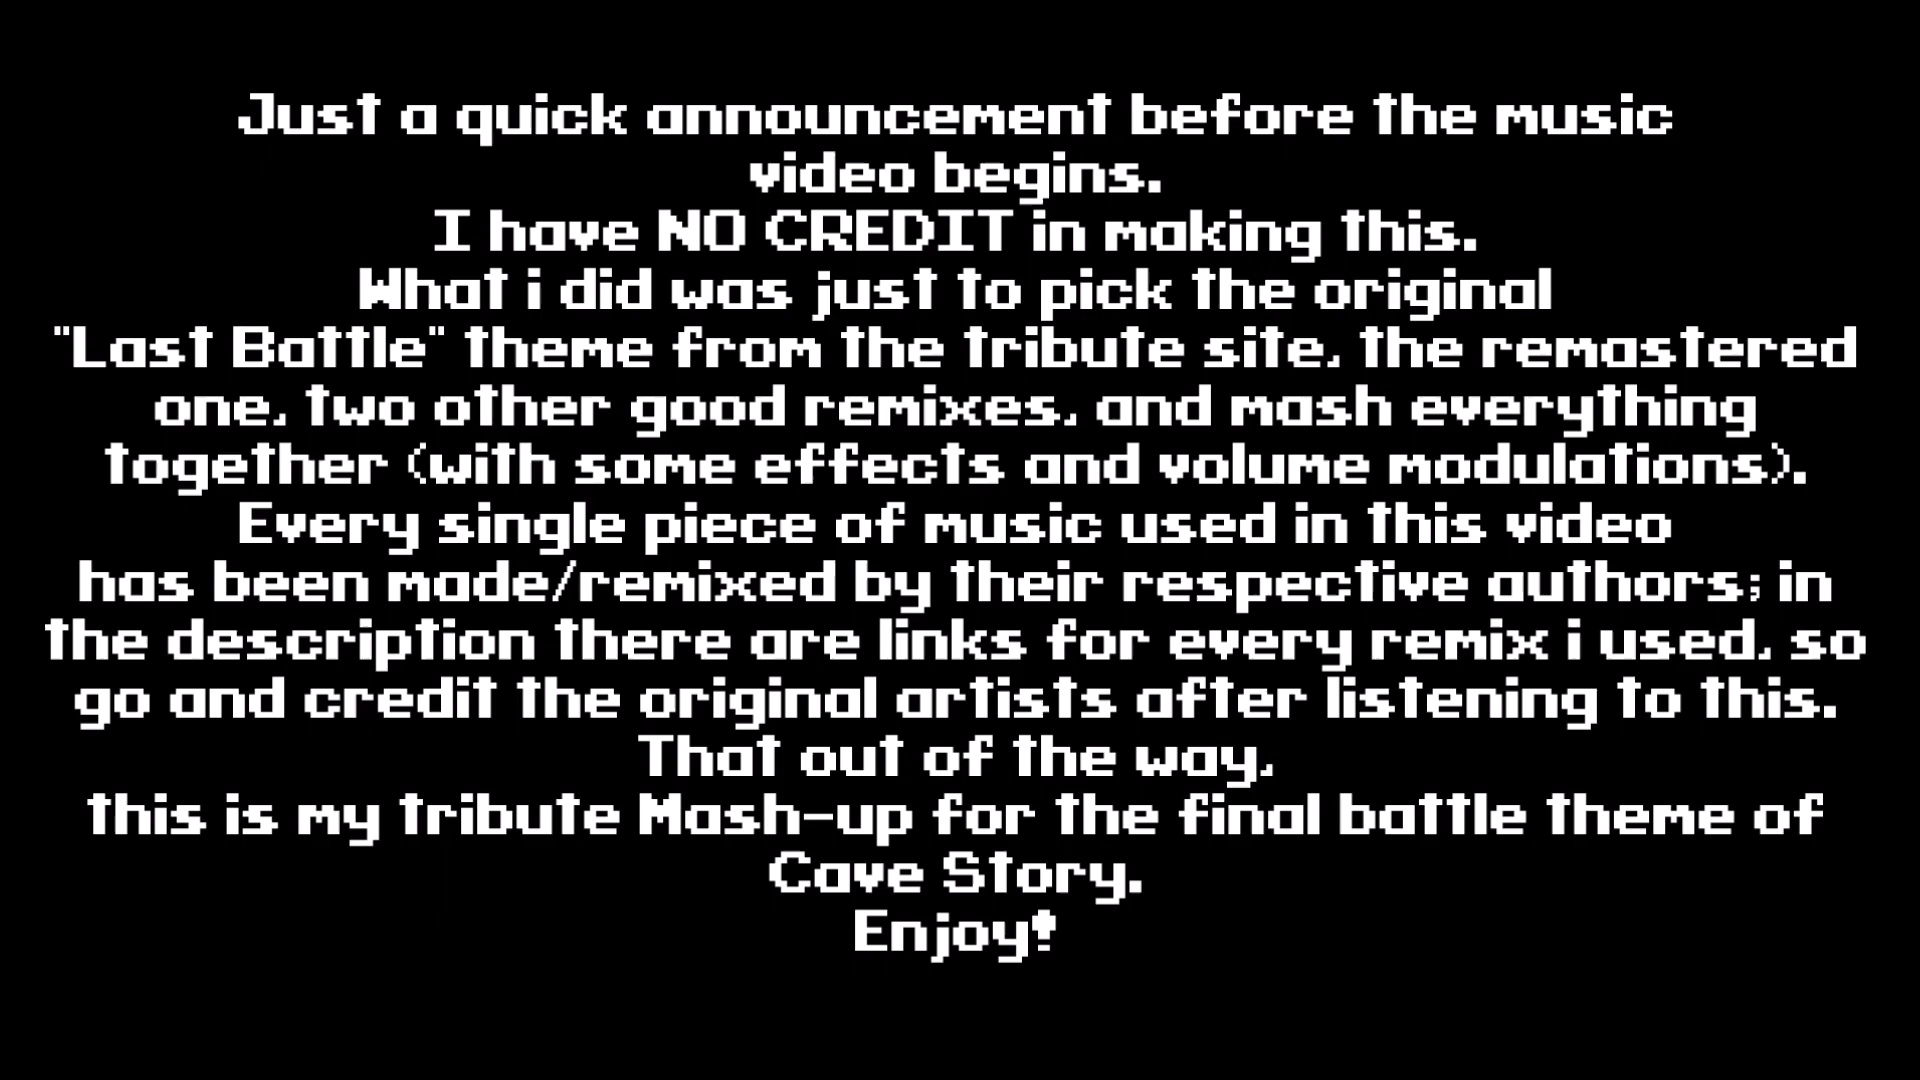 Just a quick announcement before the music
video begins.
I have NO CREDIT in making this.
What i did was just to pick the original
"Last Battle" theme from the tribute site, the remastered
one, two other good remixes, and mash everything
together (with some effects and volume modulations).
Every single piece of music used in this video
has been made/remixed by their respective authors; in
the description there are links for every remix i used, so
go and credit the original artists after listening to this.
That out of the way,
this is my tribute Mash-up for the final battle theme of
Cave Story.
Enjoy!